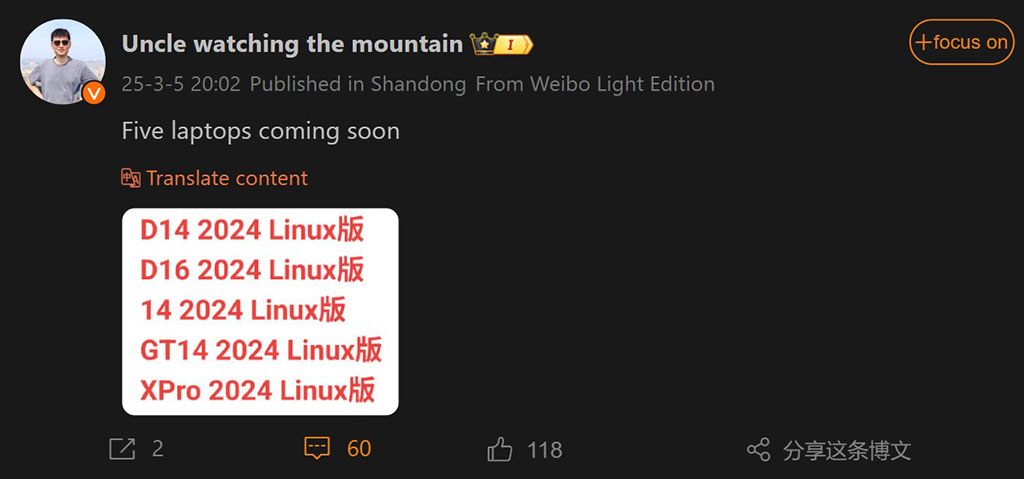 Uncle watching the mountain I
+focus on
25-3-5 20:02 Published in Shandong From Weibo Light Edition
Five laptops coming soon
Translate content
D14 2024 Linux版
D16 2024 Linux版
14 2024 Linux版
GT14 2024 Linux版
XPro 2024 Linux版
2 60 118 分享这条博文